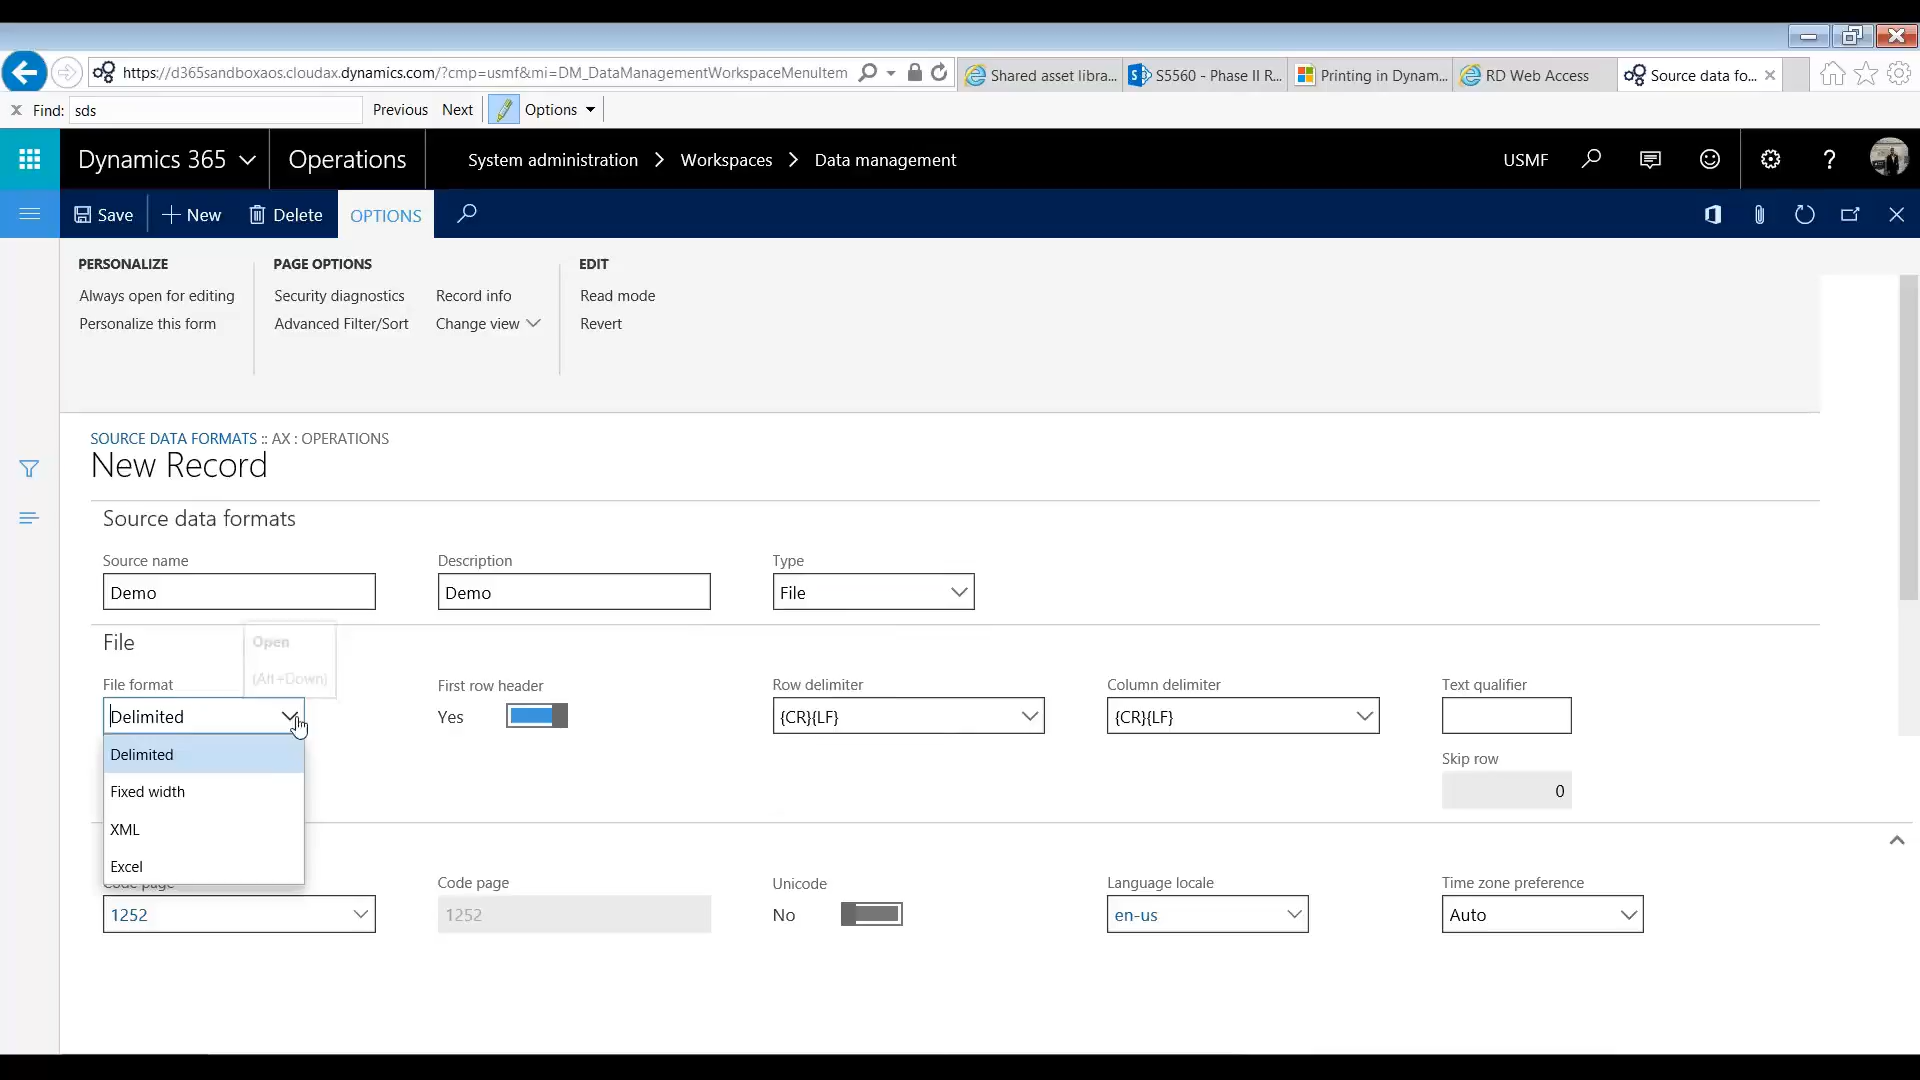 https://d365sandboxaos.cloudax.dynamics.com/?cmp=usmf&mi=DM_DataManagementWorkspaceMenuItem
Shared asset libra...
S5560 - Phase II R...
Printing in Dynam...
RD Web Access
Source data fo...
x Find: sds
Previous Next Options
Dynamics 365
Operations
System administration > Workspaces > Data management
USMF
?
Save
New
Delete
OPTIONS
PERSONALIZE
Always open for editing
Personalize this form
PAGE OPTIONS
Security diagnostics
Advanced Filter/Sort
Record info
Change view
EDIT
Read mode
Revert
SOURCE DATA FORMATS :: AX : OPERATIONS
New Record
Source data formats
Source name
Demo
Description
Demo
Type
File
File
Open
(Alt+Down)
File format
Delimited
Delimited
Fixed width
XML
Excel
First row header
Yes
Row delimiter
{CR}{LF}
Column delimiter
{CR}{LF}
Text qualifier
Skip row
0
Code page
1252
Code page
1252
Unicode
No
Language locale
en-us
Time zone preference
Auto